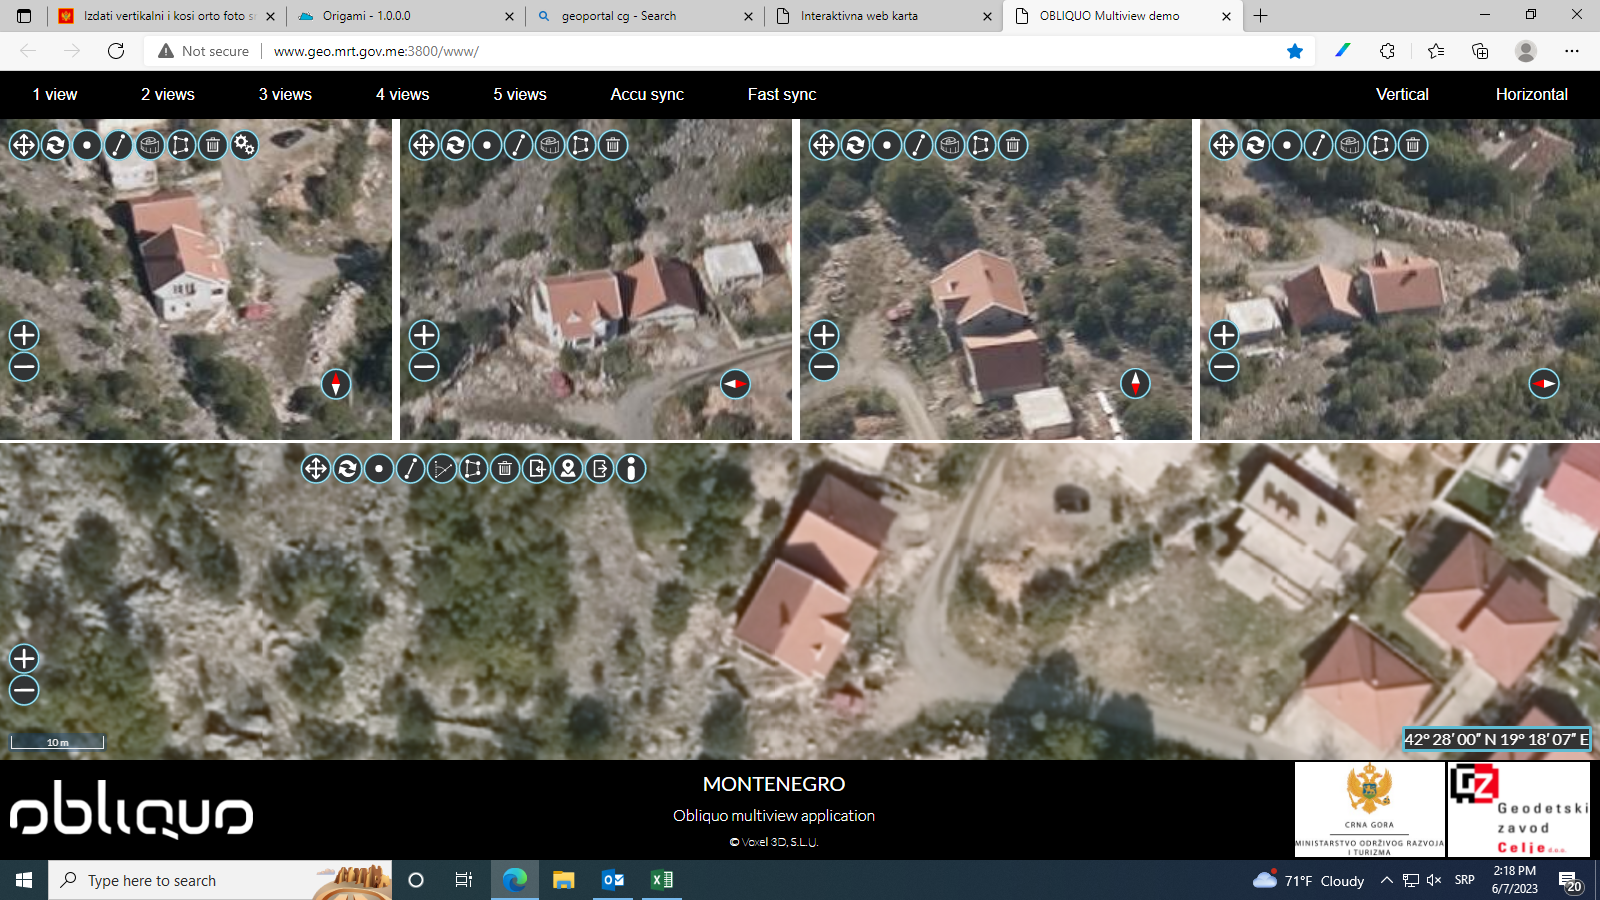 Izdati vertikalni i kosi orto foto sn
Origami - 1.0.0.0
geoportal cg - Search
Interaktivna web karta
OBLIQUO Multiview demo
Not secure
www.geo.mrt.gov.me:3800/www/
1 view
2 views
3 views
4 views
5 views
Accu sync
Fast sync
Vertical
Horizontal
10 m
42° 28′ 00″ N 19° 18′ 07″ E
obliquo
MONTENEGRO
Obliquo multiview application
© Voxel 3D, S.L.U.
CRNA GORA
MINISTARSTVO ODRŽIVOG RAZVOJA
I TURIZMA
GZ
Geodetski
zavod
Celje d.o.o.
Type here to search
71°F Cloudy
SRP
2:18 PM
6/7/2023
20